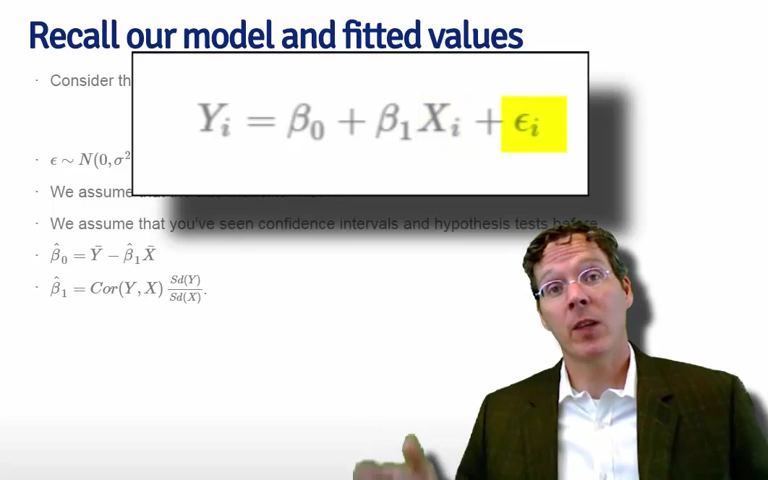 Recall our model and fitted values
· Consider th
Yᵢ = β₀ + β₁Xᵢ + ϵᵢ
· ϵ ∼ N(0, σ²
· We assume
· We assume that you've seen confidence intervals and hypothesis tests before.
· β̂₀ = Ȳ − β̂₁X̄
· β̂₁ = Cor(Y, X) Sd(Y)/Sd(X).